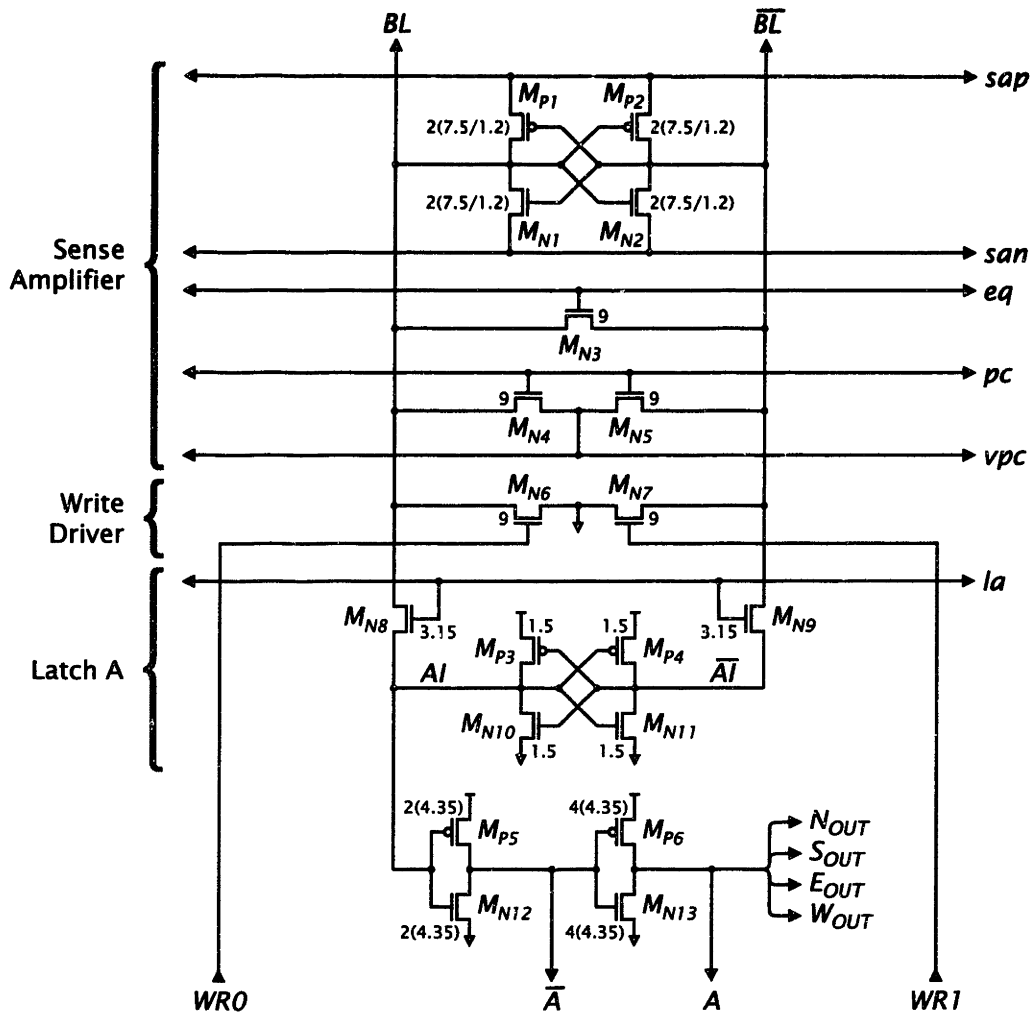 BL B̅L̅
sap
M_P1 M_P2
2(7.5/1.2) 2(7.5/1.2)
2(7.5/1.2) 2(7.5/1.2)
M_N1 M_N2
Sense
Amplifier
san
eq
9
M_N3
pc
9 9
M_N4 M_N5
vpc
Write
Driver
M_N6 M_N7
9 9
la
M_N8 3.15 3.15 M_N9
Latch A
1.5 1.5
M_P3 M_P4
AI A̅I̅
M_N10 M_N11
1.5 1.5
2(4.35) 4(4.35)
M_P5 M_P6
N_OUT
S_OUT
E_OUT
W_OUT
M_N12 M_N13
2(4.35) 4(4.35)
WR0 A̅ A WR1